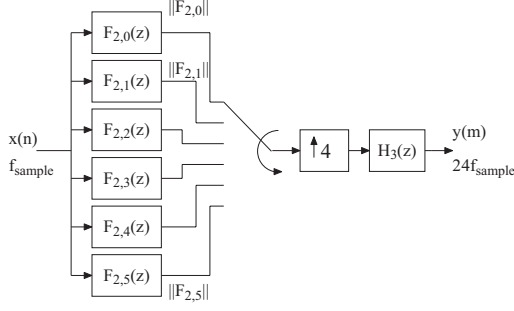 ||F2,0||
F2,0(z)
||F2,1||
F2,1(z)
F2,2(z)
x(n)
fsample
F2,3(z)
F2,4(z)
F2,5(z)
||F2,5||
↑4
H3(z)
y(m)
24fsample